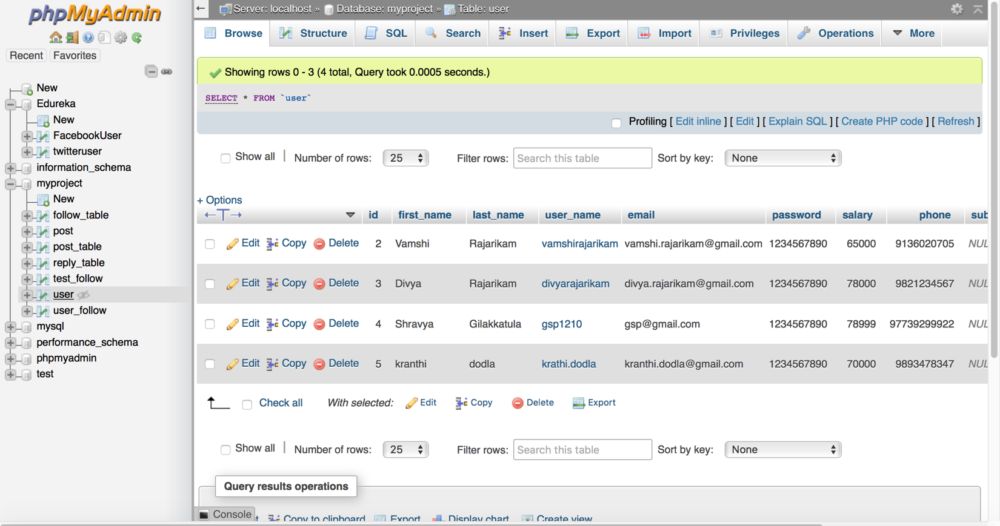 phpMyAdmin
Recent Favorites
New
Edureka
New
FacebookUser
twitteruser
information_schema
myproject
New
follow_table
post
post_table
reply_table
test_follow
user
user_follow
mysql
performance_schema
phpmyadmin
test
Server: localhost » Database: myproject » Table: user
Browse Structure SQL Search Insert Export Import Privileges Operations More
Showing rows 0 - 3 (4 total, Query took 0.0005 seconds.)
SELECT * FROM `user`
Profiling [ Edit inline ] [ Edit ] [ Explain SQL ] [ Create PHP code ] [ Refresh ]
Show all | Number of rows: 25 Filter rows: Search this table Sort by key: None
+ Options
←T→ id first_name last_name user_name email password salary phone sub
Edit Copy Delete 2 Vamshi Rajarikam vamshirajarikam vamshi.rajarikam@gmail.com 1234567890 65000 9136020705 NUL
Edit Copy Delete 3 Divya Rajarikam divyarajarikam divya.rajarikam@gmail.com 1234567890 78000 9821234567 NUL
Edit Copy Delete 4 Shravya Gilakkatula gsp1210 gsp@gmail.com 1234567890 78999 97739299922 NUL
Edit Copy Delete 5 kranthi dodla krathi.dodla kranthi.dodla@gmail.com 1234567890 70000 9893478347 NUL
Check all With selected: Edit Copy Delete Export
Show all | Number of rows: 25 Filter rows: Search this table Sort by key: None
Query results operations
Console t Copy to clipboard Export Display chart Create view